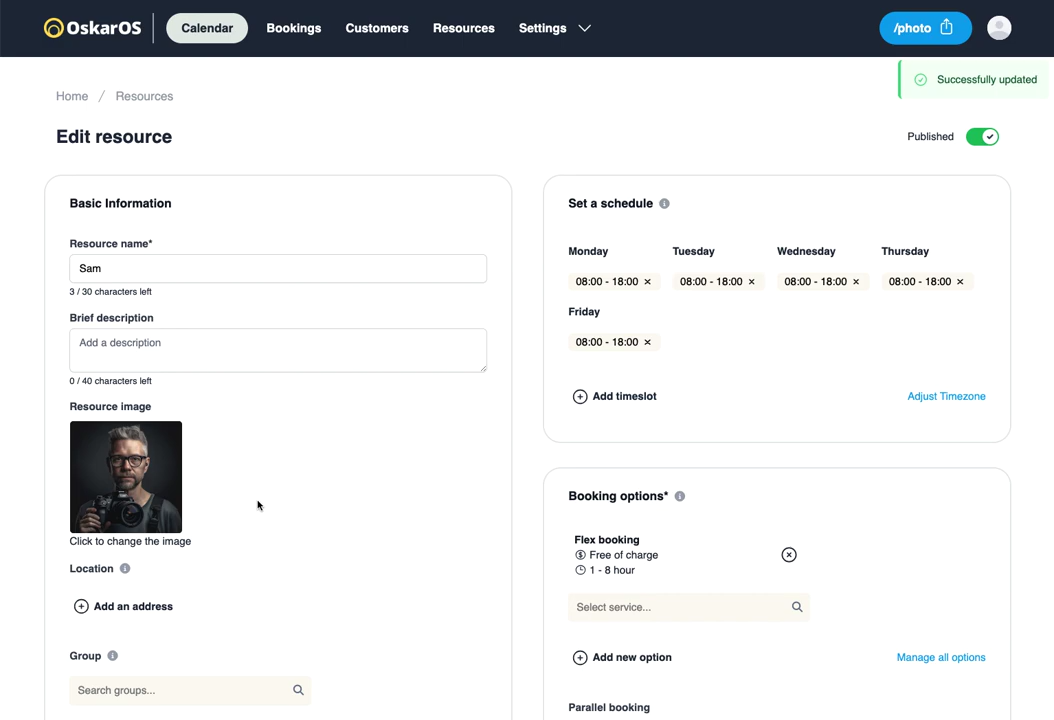 OskarOS
Calendar
Bookings
Customers
Resources
Settings
/photo
Successfully updated
Home / Resources
Edit resource
Published
Basic Information
Resource name*
Sam
3 / 30 characters left
Brief description
Add a description
0 / 40 characters left
Resource image
Click to change the image
Location
Add an address
Group
Search groups...
Set a schedule
Monday Tuesday Wednesday Thursday
08:00 - 18:00 × 08:00 - 18:00 × 08:00 - 18:00 × 08:00 - 18:00 ×
Friday
08:00 - 18:00 ×
Add timeslot
Adjust Timezone
Booking options*
Flex booking
Free of charge
1 - 8 hour
Select service...
Add new option
Manage all options
Parallel booking